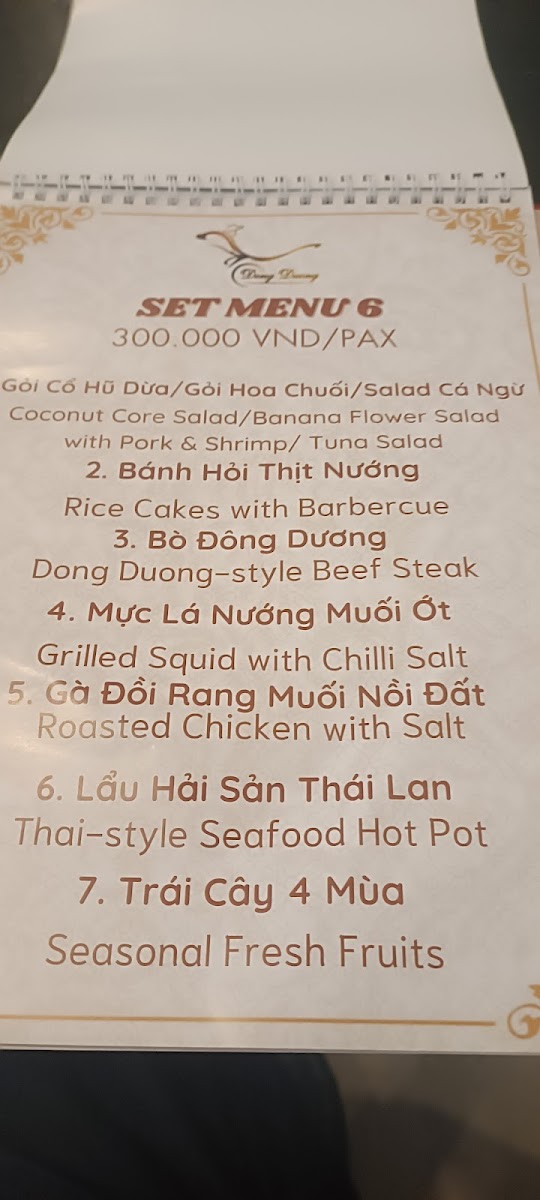 Dong Duong
SET MENU 6
300.000 VND/PAX
Gỏi Cổ Hũ Dừa/Gỏi Hoa Chuối/Salad Cá Ngừ
Coconut Core Salad/Banana Flower Salad
with Pork & Shrimp/ Tuna Salad
2. Bánh Hỏi Thịt Nướng
Rice Cakes with Barbercue
3. Bò Đông Dương
Dong Duong-style Beef Steak
4. Mực Lá Nướng Muối Ớt
Grilled Squid with Chilli Salt
5. Gà Đồi Rang Muối Nồi Đất
Roasted Chicken with Salt
6. Lẩu Hải Sản Thái Lan
Thai-style Seafood Hot Pot
7. Trái Cây 4 Mùa
Seasonal Fresh Fruits